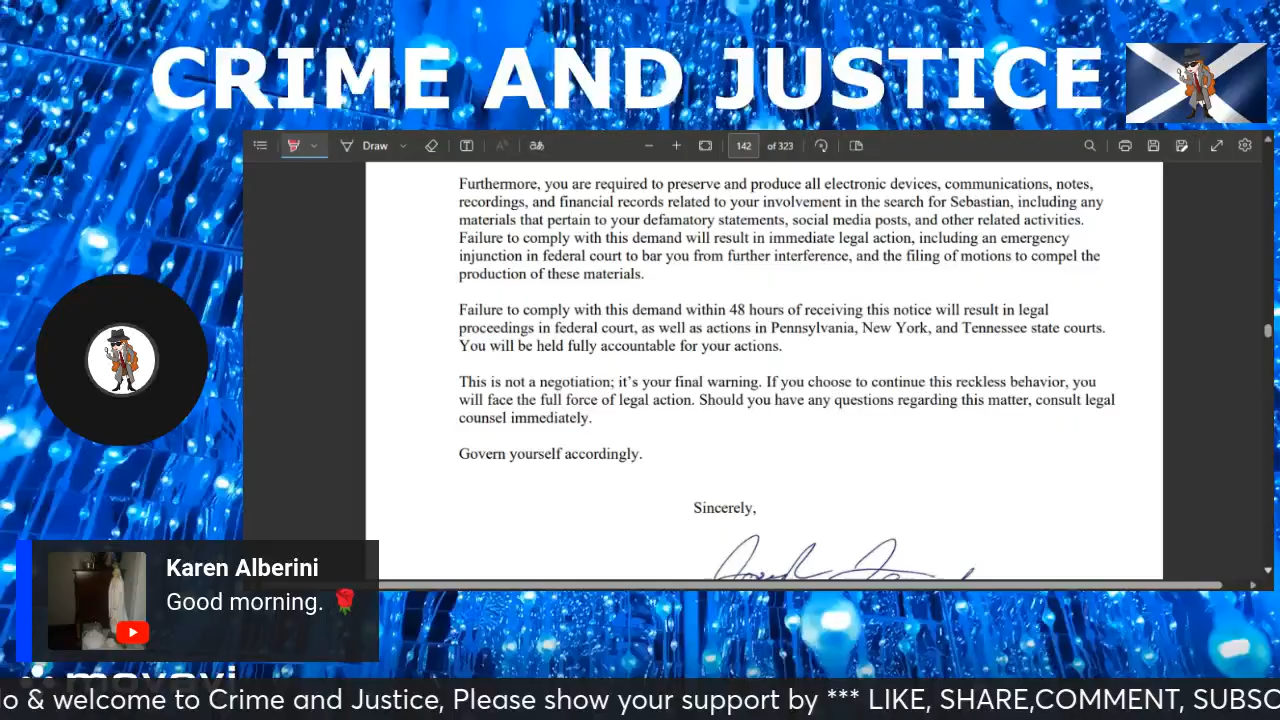 CRIME AND JUSTICE
Draw
142
of 323
Furthermore, you are required to preserve and produce all electronic devices, communications, notes,
recordings, and financial records related to your involvement in the search for Sebastian, including any
materials that pertain to your defamatory statements, social media posts, and other related activities.
Failure to comply with this demand will result in immediate legal action, including an emergency
injunction in federal court to bar you from further interference, and the filing of motions to compel the
production of these materials.
Failure to comply with this demand within 48 hours of receiving this notice will result in legal
proceedings in federal court, as well as actions in Pennsylvania, New York, and Tennessee state courts.
You will be held fully accountable for your actions.
This is not a negotiation; it's your final warning. If you choose to continue this reckless behavior, you
will face the full force of legal action. Should you have any questions regarding this matter, consult legal
counsel immediately.
Govern yourself accordingly.
Sincerely,
Karen Alberini
Good morning. 🌹
movavi
lo & welcome to Crime and Justice, Please show your support by *** LIKE, SHARE,COMMENT, SUBSC